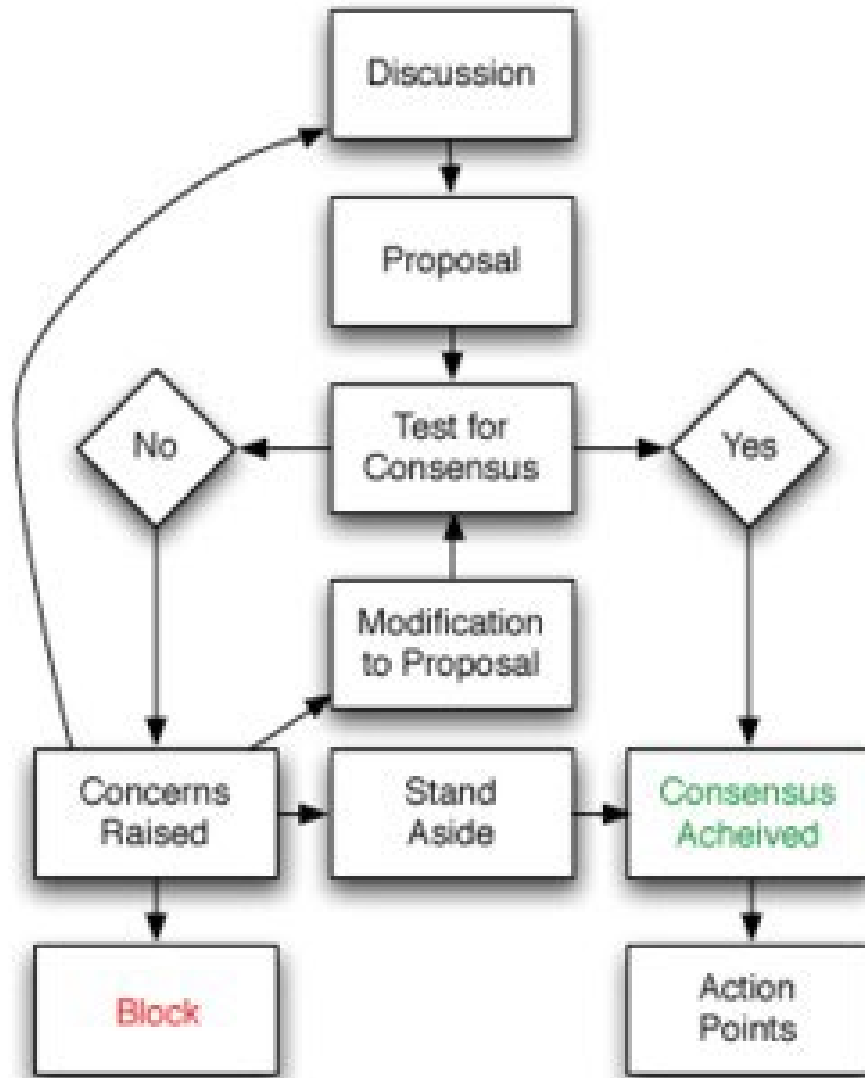 Discussion
Proposal
No
Test for
Consensus
Yes
Modification
to Proposal
Concerns
Raised
Stand
Aside
Consensus
Acheived
Block
Action
Points